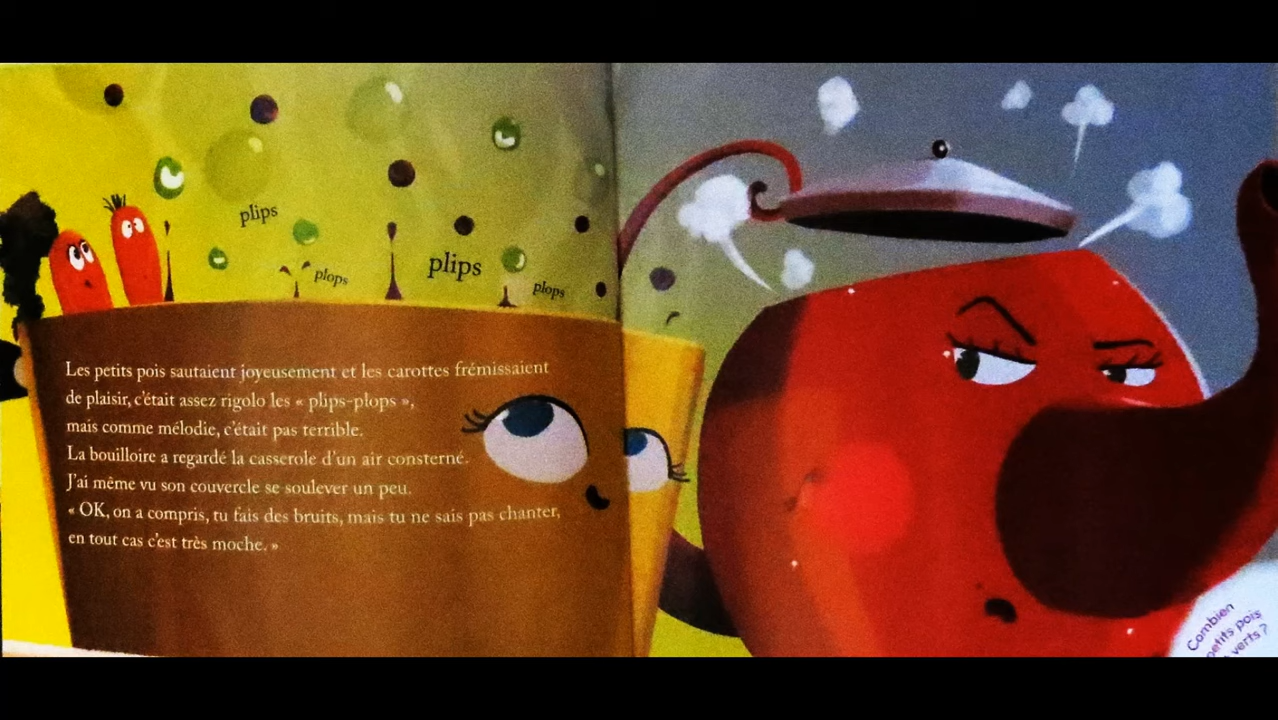 plips
plips
plops
plops
Les petits pois sautaient joyeusement et les carottes frémissaient
de plaisir, c'était assez rigolo les « plips-plops »,
mais comme mélodie, c'était pas terrible.
La bouilloire a regardé la casserole d'un air consterné.
J'ai même vu son couvercle se soulever un peu.
« OK, on a compris, tu fais des bruits, mais tu ne sais pas chanter,
en tout cas c'est très moche. »
Combien
petits pois
verts ?